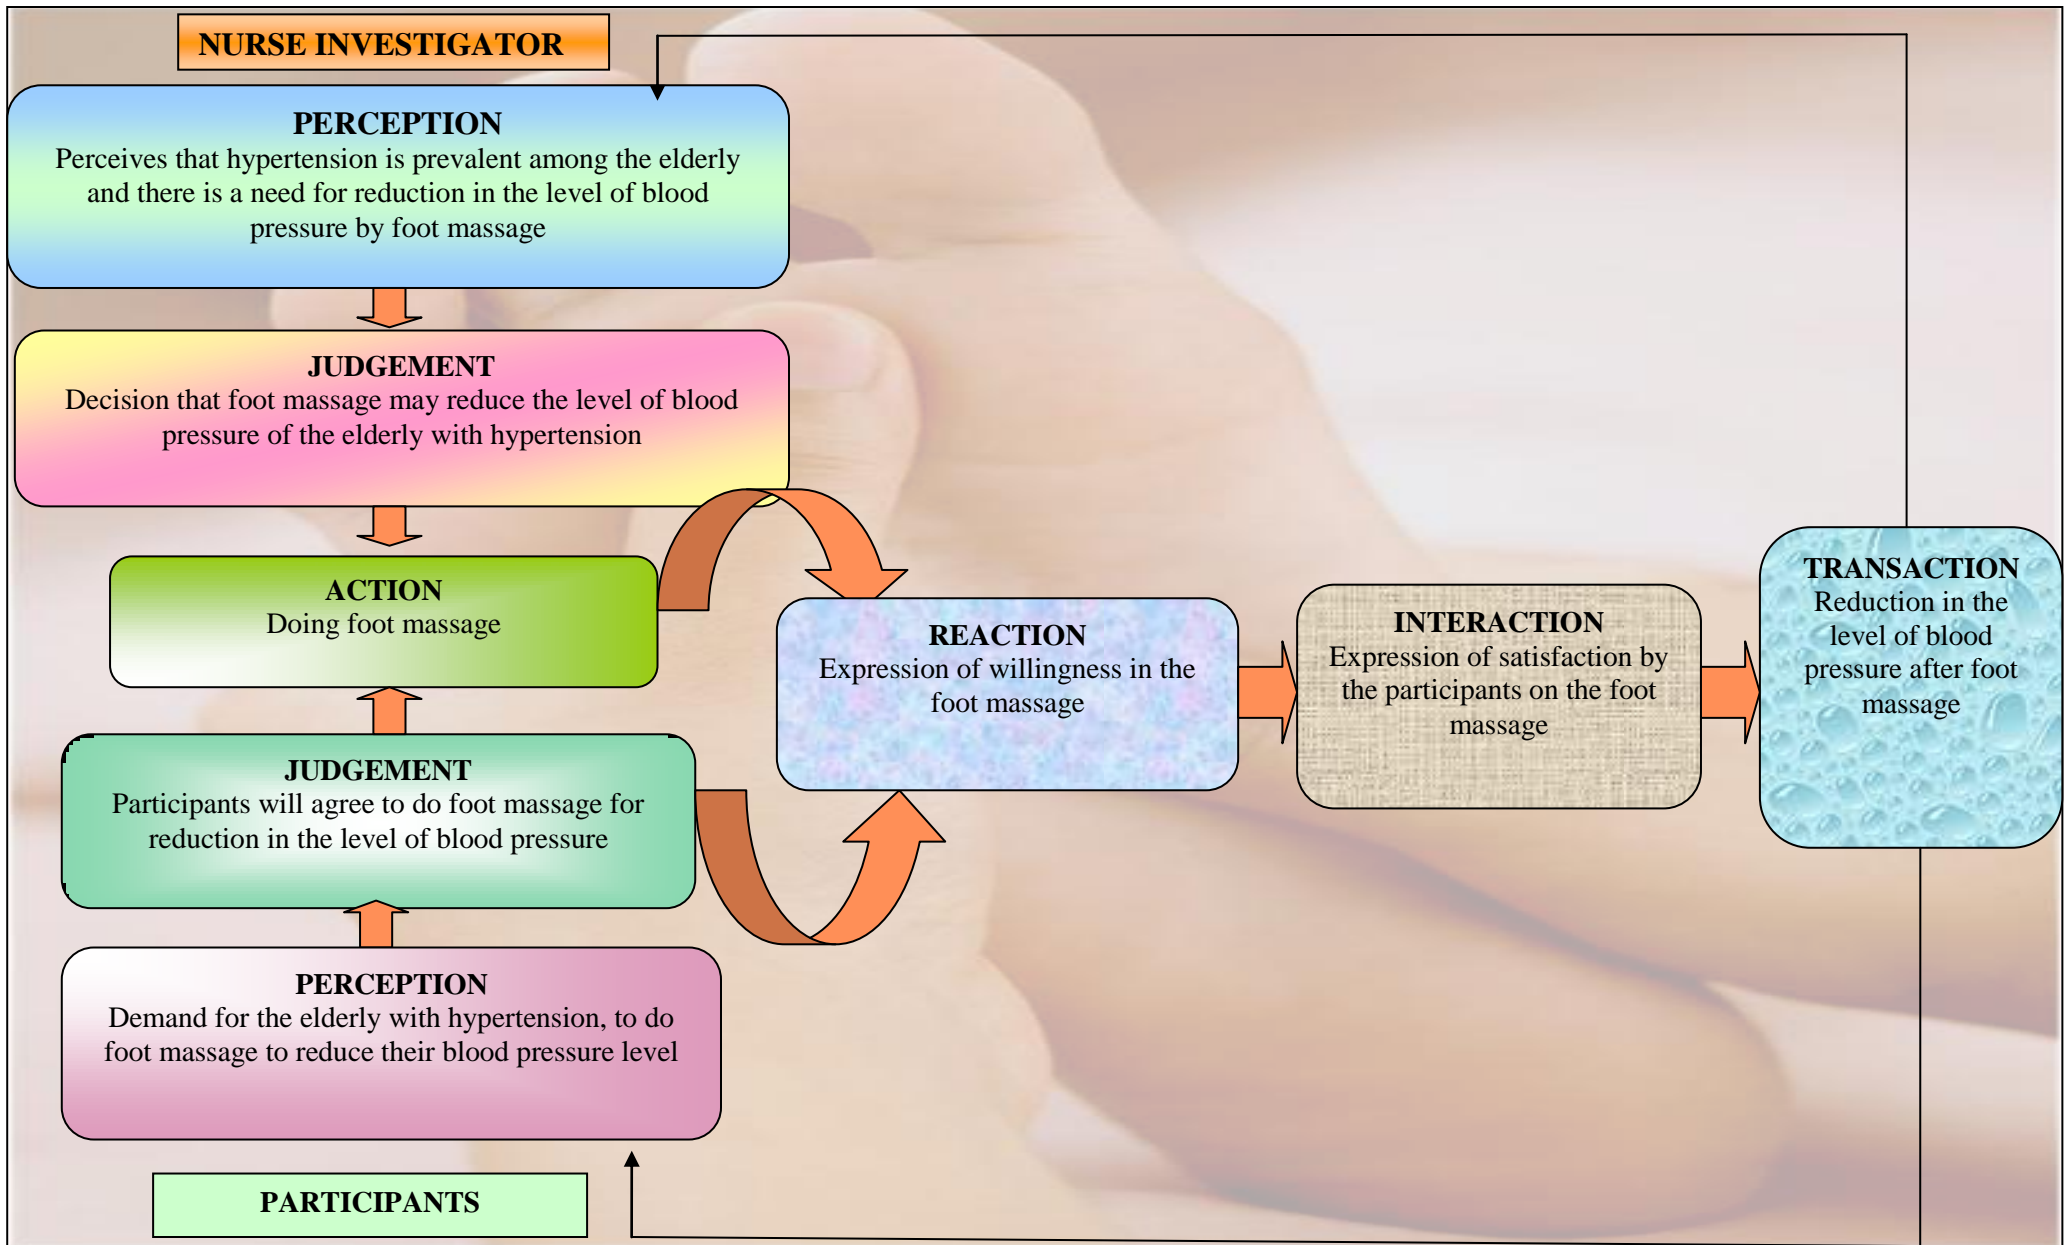 NURSE INVESTIGATOR
PERCEPTION
Perceives that hypertension is prevalent among the elderly
and there is a need for reduction in the level of blood
pressure by foot massage
JUDGEMENT
Decision that foot massage may reduce the level of blood
pressure of the elderly with hypertension
ACTION
Doing foot massage
JUDGEMENT
Participants will agree to do foot massage for
reduction in the level of blood pressure
PERCEPTION
Demand for the elderly with hypertension, to do
foot massage to reduce their blood pressure level
PARTICIPANTS
REACTION
Expression of willingness in the
foot massage
INTERACTION
Expression of satisfaction by
the participants on the foot
massage
TRANSACTION
Reduction in the
level of blood
pressure after foot
massage